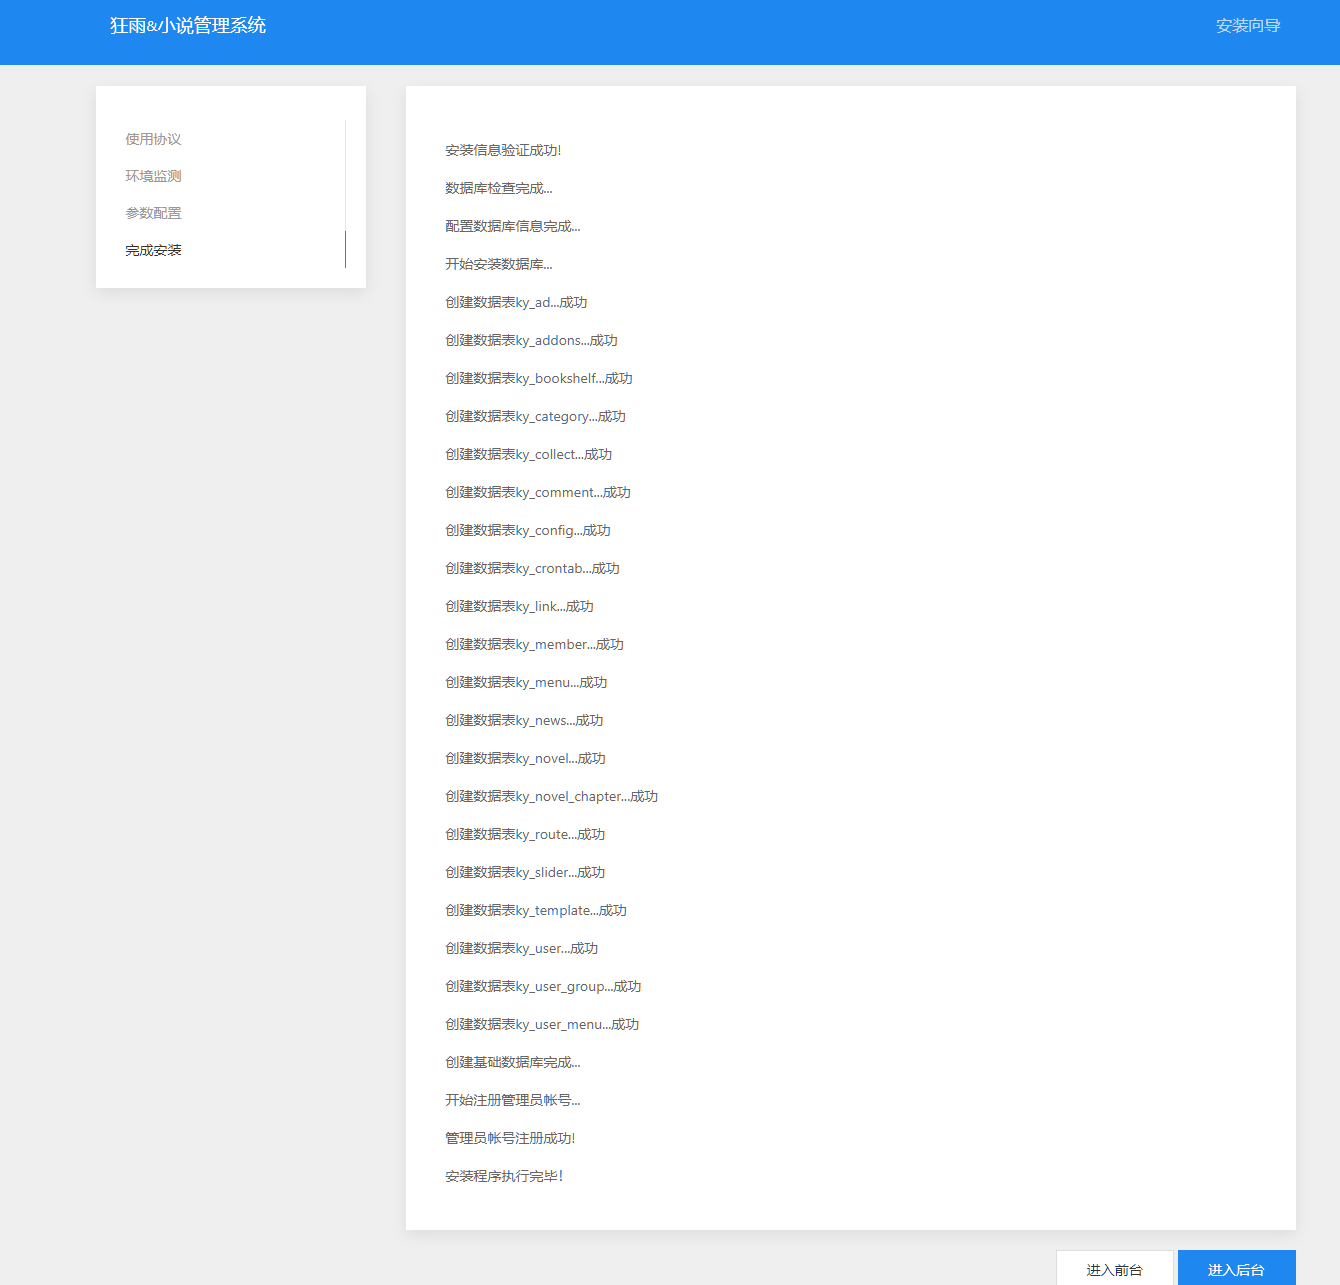 狂雨&小说管理系统
安装向导
使用协议
环境监测
参数配置
完成安装
安装信息验证成功!
数据库检查完成...
配置数据库信息完成...
开始安装数据库...
创建数据表ky_ad...成功
创建数据表ky_addons...成功
创建数据表ky_bookshelf...成功
创建数据表ky_category...成功
创建数据表ky_collect...成功
创建数据表ky_comment...成功
创建数据表ky_config...成功
创建数据表ky_crontab...成功
创建数据表ky_link...成功
创建数据表ky_member...成功
创建数据表ky_menu...成功
创建数据表ky_news...成功
创建数据表ky_novel...成功
创建数据表ky_novel_chapter...成功
创建数据表ky_route...成功
创建数据表ky_slider...成功
创建数据表ky_template...成功
创建数据表ky_user...成功
创建数据表ky_user_group...成功
创建数据表ky_user_menu...成功
创建基础数据库完成...
开始注册管理员帐号...
管理员帐号注册成功!
安装程序执行完毕！
进入前台
进入后台